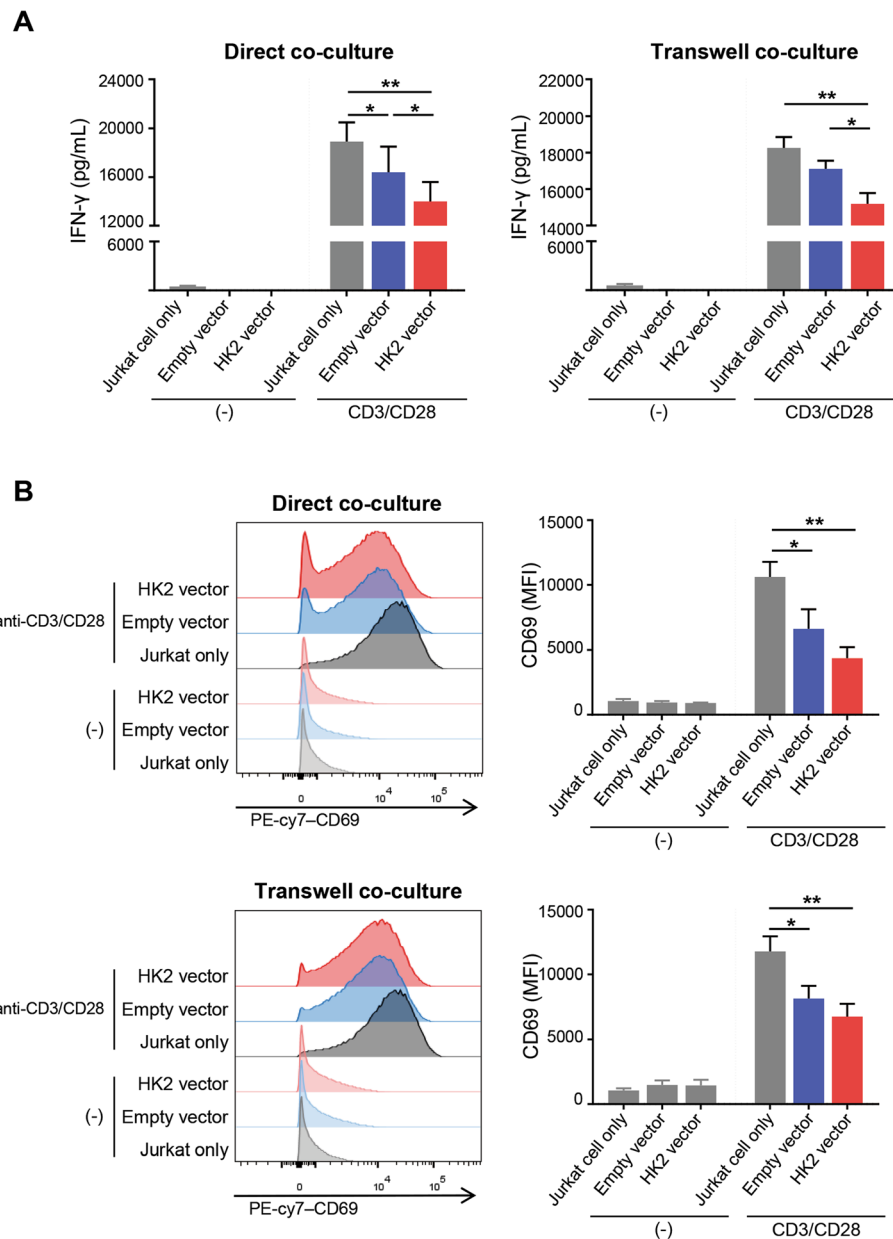 A
Direct co-culture
IFN-γ (pg/mL)
24000
20000
16000
12000
6000
** 
* *
Jurkat cell only
Empty vector
HK2 vector
Jurkat cell only
Empty vector
HK2 vector
(-)
CD3/CD28
Transwell co-culture
IFN-γ (pg/mL)
22000
20000
18000
16000
14000
6000
**
*
Jurkat cell only
Empty vector
HK2 vector
Jurkat cell only
Empty vector
HK2 vector
(-)
CD3/CD28
B
Direct co-culture
anti-CD3/CD28
HK2 vector
Empty vector
Jurkat only
(-)
HK2 vector
Empty vector
Jurkat only
0 10^4 10^5
PE-cy7–CD69
CD69 (MFI)
15000
10000
5000
0
**
*
Jurkat cell only
Empty vector
HK2 vector
Jurkat cell only
Empty vector
HK2 vector
(-)
CD3/CD28
Transwell co-culture
anti-CD3/CD28
HK2 vector
Empty vector
Jurkat only
(-)
HK2 vector
Empty vector
Jurkat only
0 10^4 10^5
PE-cy7–CD69
CD69 (MFI)
15000
10000
5000
0
**
*
Jurkat cell only
Empty vector
HK2 vector
Jurkat cell only
Empty vector
HK2 vector
(-)
CD3/CD28